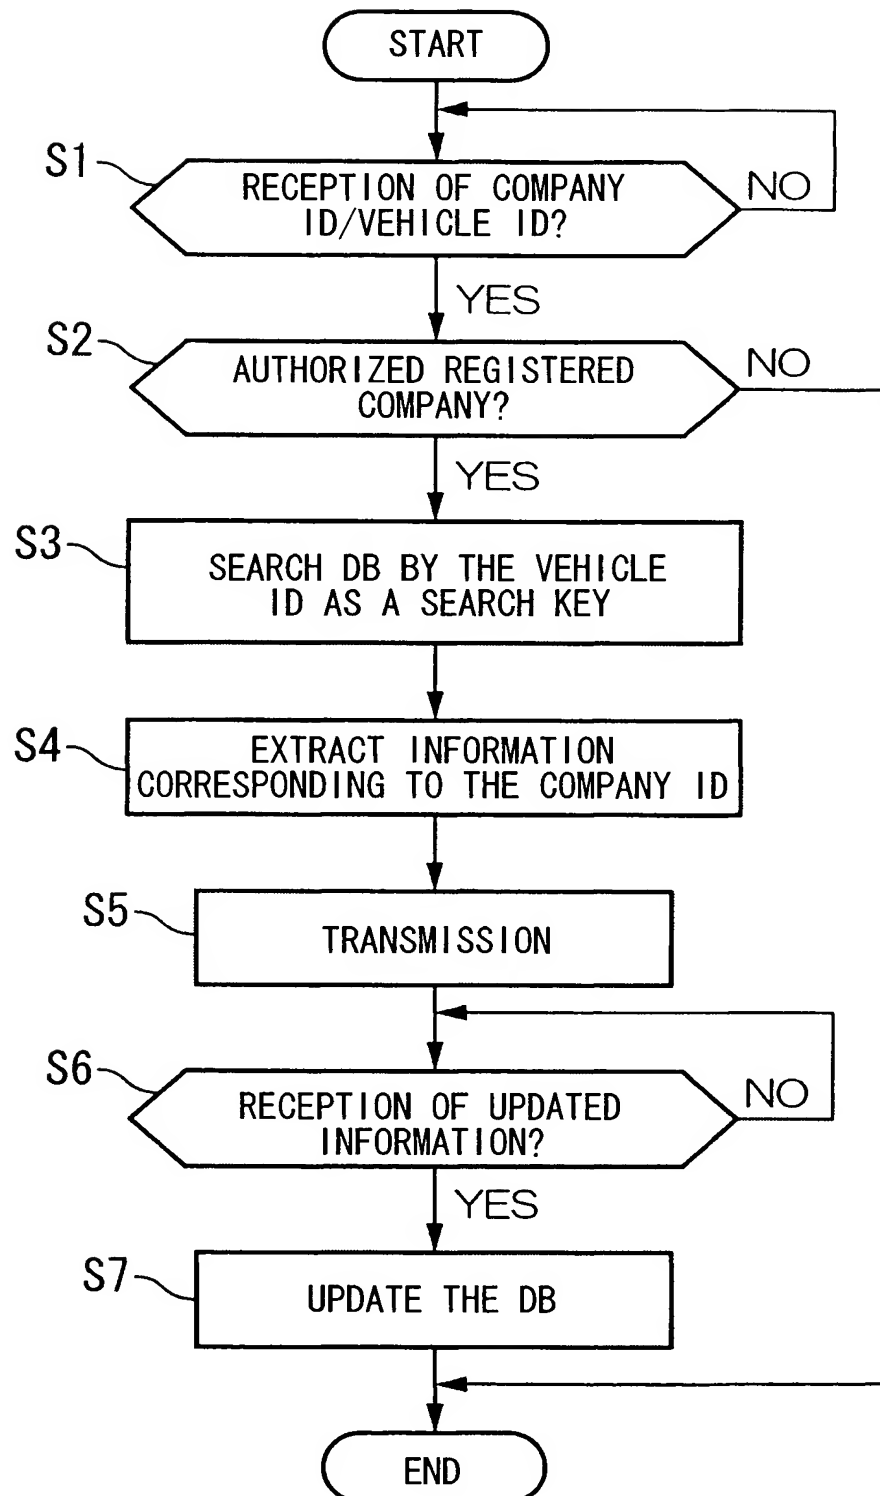 START
S1
RECEPTION OF COMPANY
ID/VEHICLE ID?
NO
YES
S2
AUTHORIZED REGISTERED
COMPANY?
NO
YES
S3
SEARCH DB BY THE VEHICLE
ID AS A SEARCH KEY
S4
EXTRACT INFORMATION
CORRESPONDING TO THE COMPANY ID
S5
TRANSMISSION
S6
RECEPTION OF UPDATED
INFORMATION?
NO
YES
S7
UPDATE THE DB
END